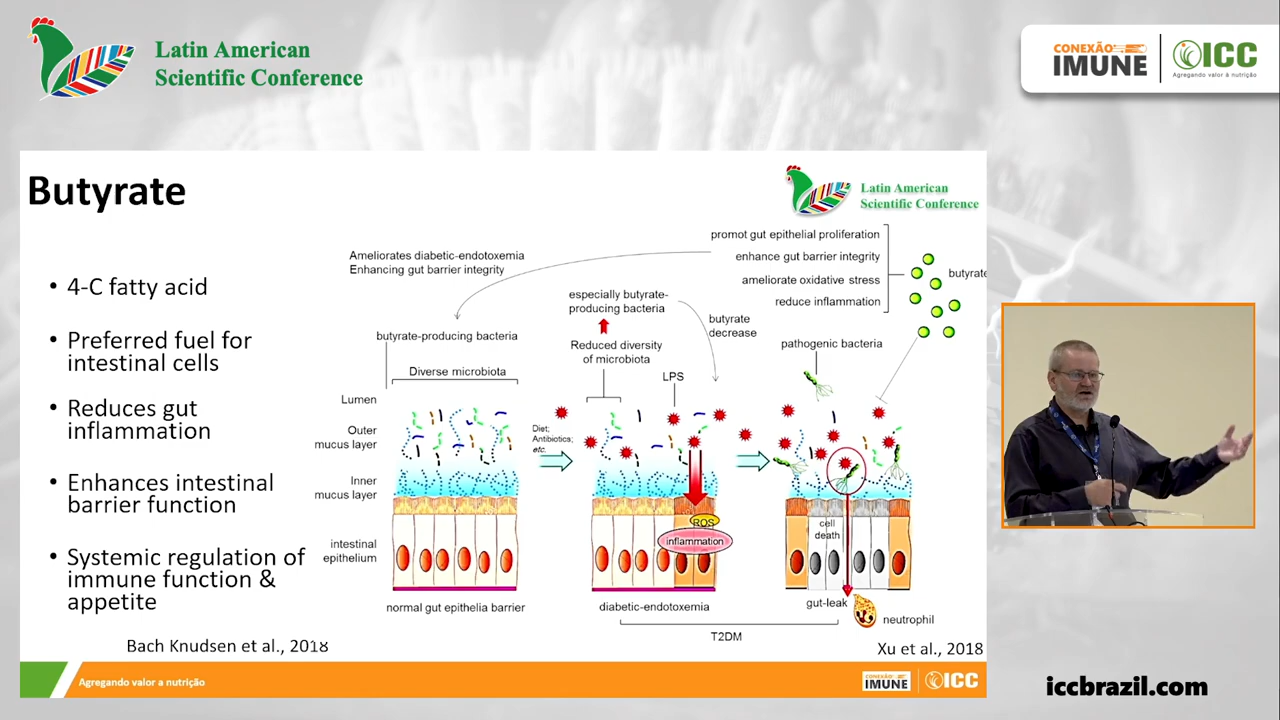 Latin American
Scientific Conference
CONEXÃO
IMUNE
ICC
Agregando valor à nutrição
Butyrate
Latin American
Scientific Conference
• 4-C fatty acid
• Preferred fuel for
intestinal cells
• Reduces gut
inflammation
• Enhances intestinal
barrier function
• Systemic regulation of
immune function &
appetite
Bach Knudsen et al., 2018
Ameliorates diabetic-endotoxemia
Enhancing gut barrier integrity
promot gut epithelial proliferation
enhance gut barrier integrity
ameliorate oxidative stress
reduce inflammation
butyrate
especially butyrate-
producing bacteria
butyrate
decrease
butyrate-producing bacteria
Reduced diversity
of microbiota
pathogenic bacteria
Diverse microbiota
LPS
Lumen
Outer
mucus layer
Diet;
Antibiotics;
etc.
Inner
mucus layer
ROS
cell
death
inflammation
intestinal
epithelium
normal gut epithelia barrier
diabetic-endotoxemia
gut-leak
neutrophil
T2DM
Xu et al., 2018
Agregando valor a nutrição
CONEXÃO
IMUNE
ICC
iccbrazil.com